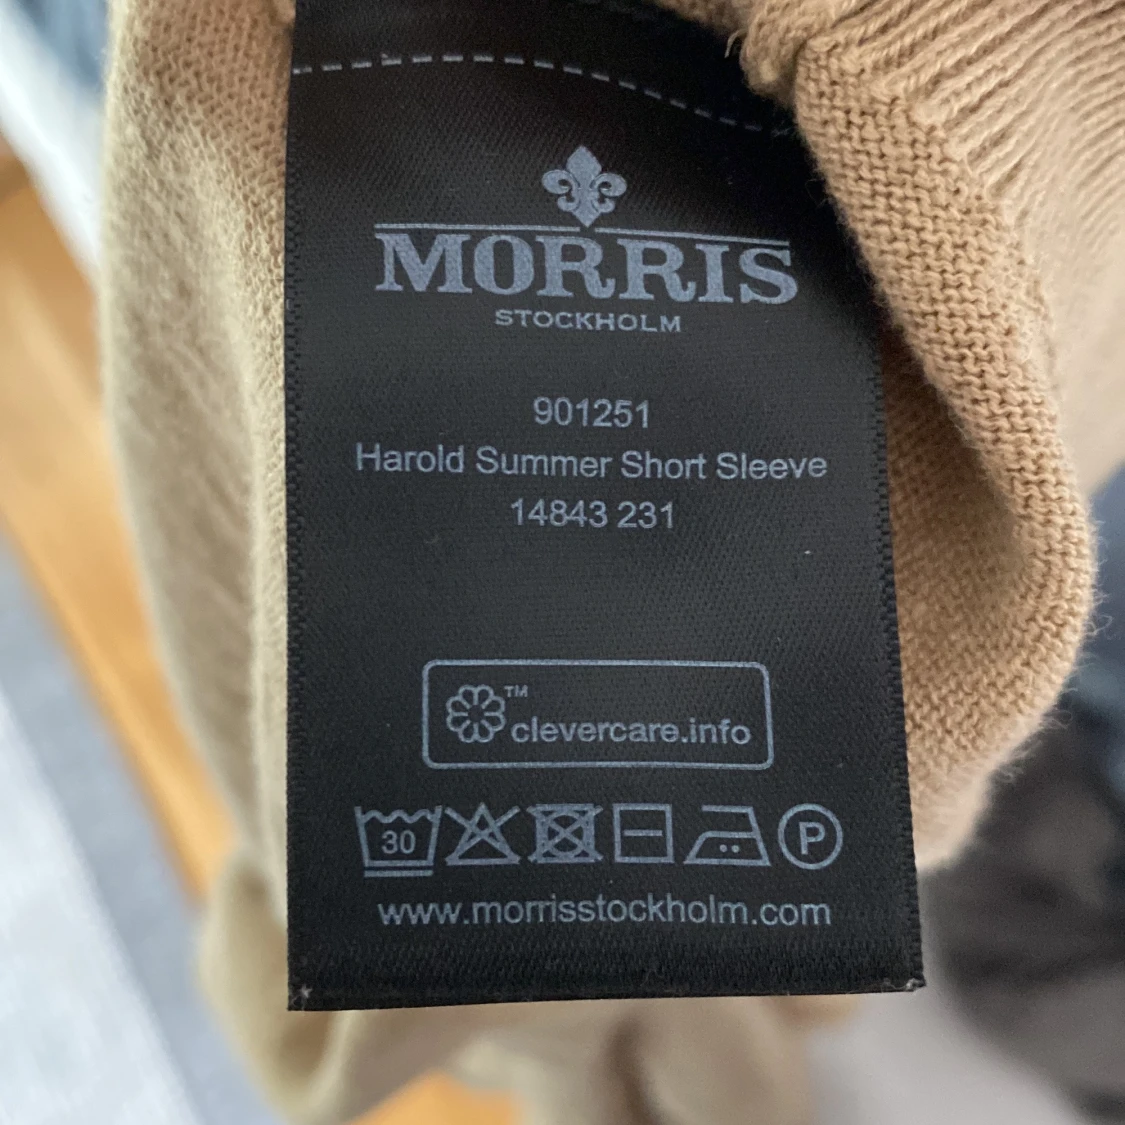 MORRIS
STOCKHOLM
901251
Harold Summer Short Sleeve
14843 231
™
clevercare.info
30
P
www.morrisstockholm.com